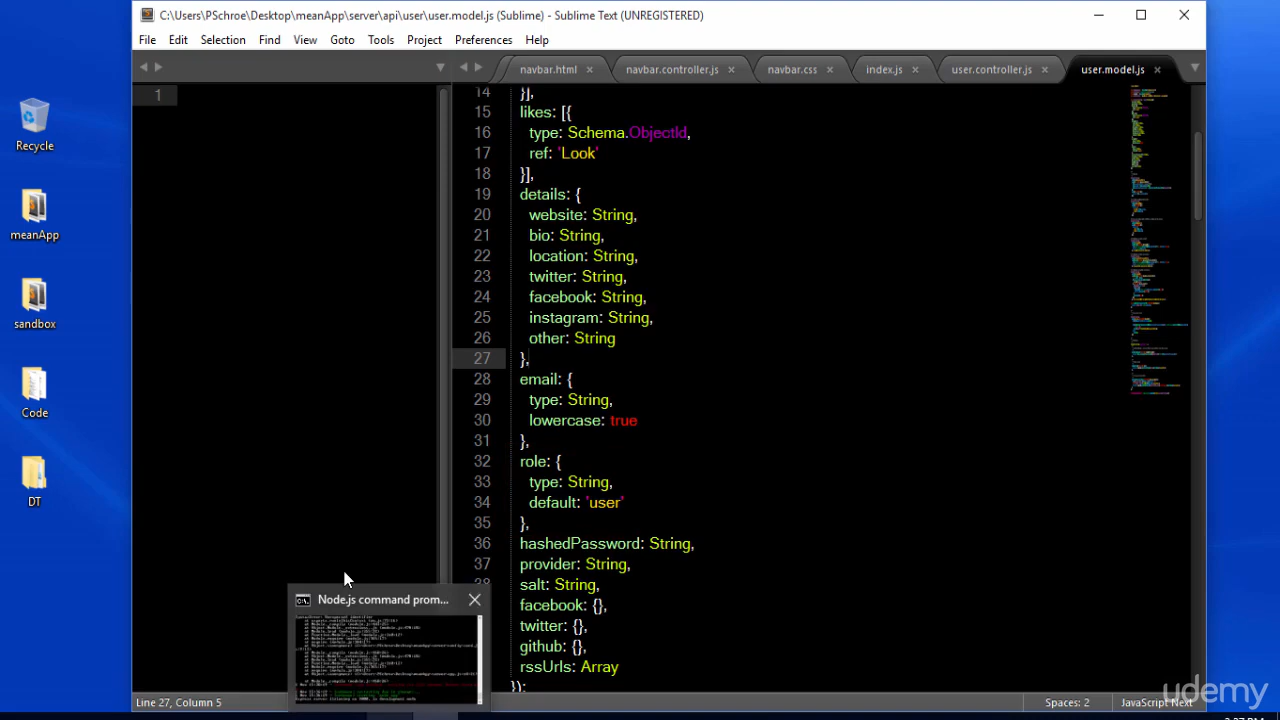 C:\Users\PSchroe\Desktop\meanApp\server\api\user\user.model.js (Sublime) - Sublime Text (UNREGISTERED)
File Edit Selection Find View Goto Tools Project Preferences Help
navbar.html navbar.controller.js navbar.css index.js user.controller.js user.model.js
1
Recycle
meanApp
sandbox
Code
DT
14 }],
15 likes: [{
16 type: Schema.ObjectId,
17 ref: 'Look'
18 }],
19 details: {
20 website: String,
21 bio: String,
22 location: String,
23 twitter: String,
24 facebook: String,
25 instagram: String,
26 other: String
27 },
28 email: {
29 type: String,
30 lowercase: true
31 },
32 role: {
33 type: String,
34 default: 'user'
35 },
36 hashedPassword: String,
37 provider: String,
38 salt: String,
facebook: {},
twitter: {},
github: {},
rssUrls: Array
});
Node.js command prom...
Line 27, Column 5
Spaces: 2
JavaScript Next
udemy